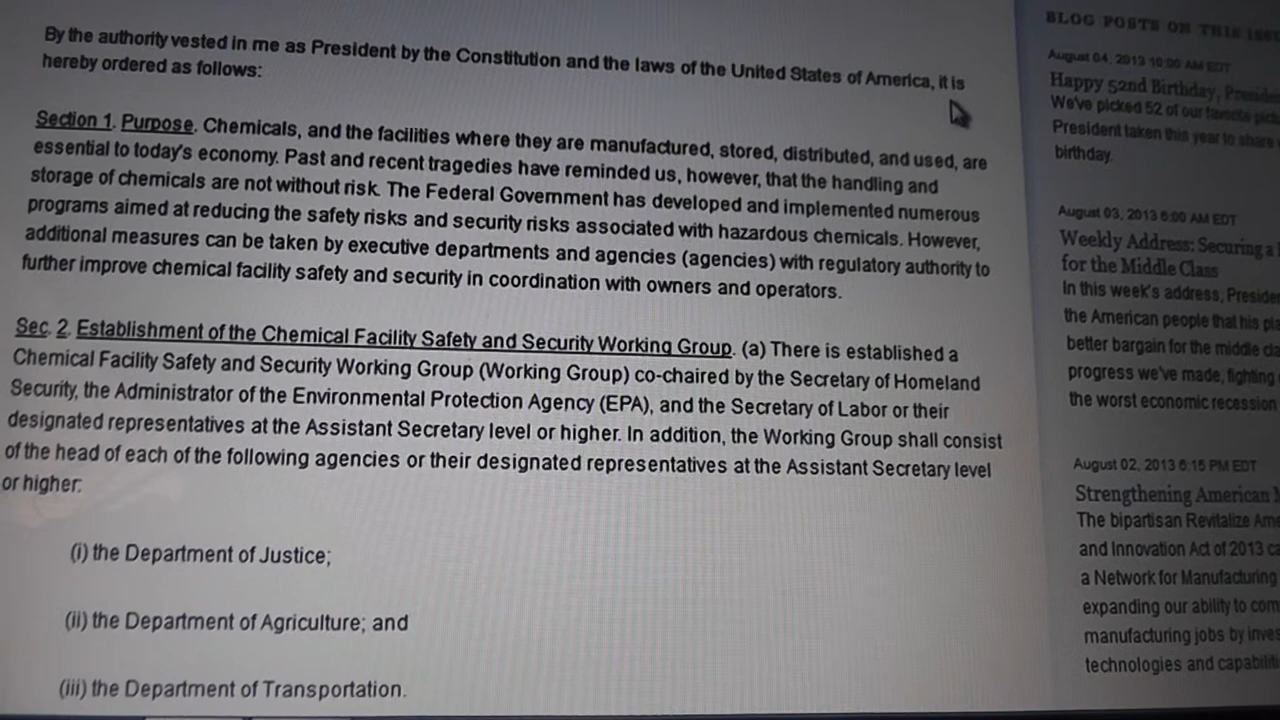 By the authority vested in me as President by the Constitution and the laws of the United States of America, it is
hereby ordered as follows:
Section 1. Purpose. Chemicals, and the facilities where they are manufactured, stored, distributed, and used, are
essential to today's economy. Past and recent tragedies have reminded us, however, that the handling and
storage of chemicals are not without risk. The Federal Government has developed and implemented numerous
programs aimed at reducing the safety risks and security risks associated with hazardous chemicals. However,
additional measures can be taken by executive departments and agencies (agencies) with regulatory authority to
further improve chemical facility safety and security in coordination with owners and operators.
Sec. 2. Establishment of the Chemical Facility Safety and Security Working Group. (a) There is established a
Chemical Facility Safety and Security Working Group (Working Group) co-chaired by the Secretary of Homeland
Security, the Administrator of the Environmental Protection Agency (EPA), and the Secretary of Labor or their
designated representatives at the Assistant Secretary level or higher. In addition, the Working Group shall consist
of the head of each of the following agencies or their designated representatives at the Assistant Secretary level
or higher:
(i) the Department of Justice;
(ii) the Department of Agriculture; and
(iii) the Department of Transportation.
BLOG POSTS ON THIS
August 04, 2013 10:00 AM EDT
Happy 52nd Birthday,
We've picked 52 of our favorite
President taken this year to share
birthday.
August 03, 2013 6:00 AM EDT
Weekly Address: Securing a
for the Middle Class
In this week's address,
the American people that his
better bargain for the middle
progress we've made, fighting
the worst economic recession
August 02, 2013 6:15 PM EDT
Strengthening American
The bipartisan Revitalize
and Innovation Act of 2013
a Network for Manufacturing
expanding our ability to
manufacturing jobs by
technologies and